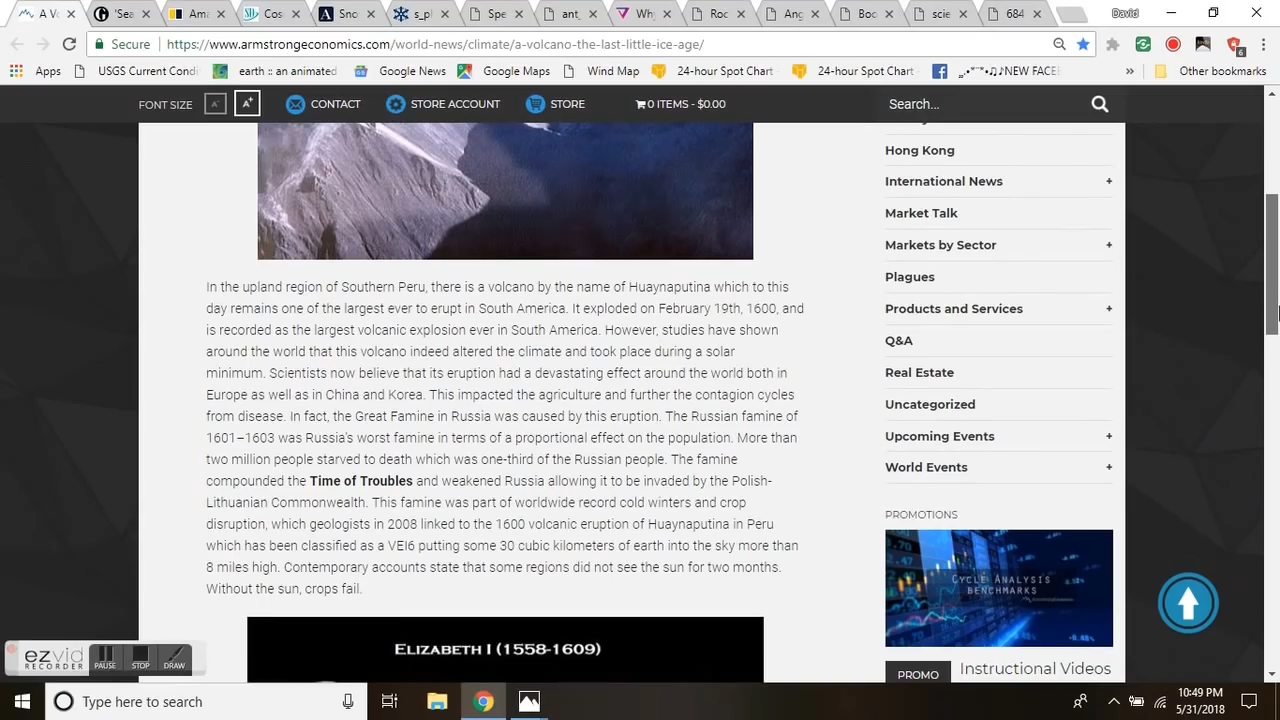 A Vo
'Sea
Ama
Cos
Sno
s_pl
Spe
ant_
Why
Roc
Ang
Boo
scie
684
David
Secure
https://www.armstrongeconomics.com/world-news/climate/a-volcano-the-last-little-ice-age/
6
Apps
USGS Current Condi
earth :: an animated
Google News
Google Maps
Wind Map
24-hour Spot Chart
24-hour Spot Chart
NEW FACEB
»
Other bookmarks
FONT SIZE
A-
A+
CONTACT
STORE ACCOUNT
STORE
0 ITEMS - $0.00
Search...
Hong Kong
International News +
Market Talk
Markets by Sector +
Plagues
Products and Services +
Q&A
Real Estate
Uncategorized
Upcoming Events +
World Events +
PROMOTIONS
CYCLE ANALYSIS
BENCHMARKS
PROMO
Instructional Videos
In the upland region of Southern Peru, there is a volcano by the name of Huaynaputina which to this
day remains one of the largest ever to erupt in South America. It exploded on February 19th, 1600, and
is recorded as the largest volcanic explosion ever in South America. However, studies have shown
around the world that this volcano indeed altered the climate and took place during a solar
minimum. Scientists now believe that its eruption had a devastating effect around the world both in
Europe as well as in China and Korea. This impacted the agriculture and further the contagion cycles
from disease. In fact, the Great Famine in Russia was caused by this eruption. The Russian famine of
1601–1603 was Russia's worst famine in terms of a proportional effect on the population. More than
two million people starved to death which was one-third of the Russian people. The famine
compounded the Time of Troubles and weakened Russia allowing it to be invaded by the Polish-
Lithuanian Commonwealth. This famine was part of worldwide record cold winters and crop
disruption, which geologists in 2008 linked to the 1600 volcanic eruption of Huaynaputina in Peru
which has been classified as a VEI6 putting some 30 cubic kilometers of earth into the sky more than
8 miles high. Contemporary accounts state that some regions did not see the sun for two months.
Without the sun, crops fail.
ELIZABETH I (1558-1609)
ezvid
RECORDER
PAUSE
STOP
DRAW
Type here to search
10:49 PM
5/31/2018